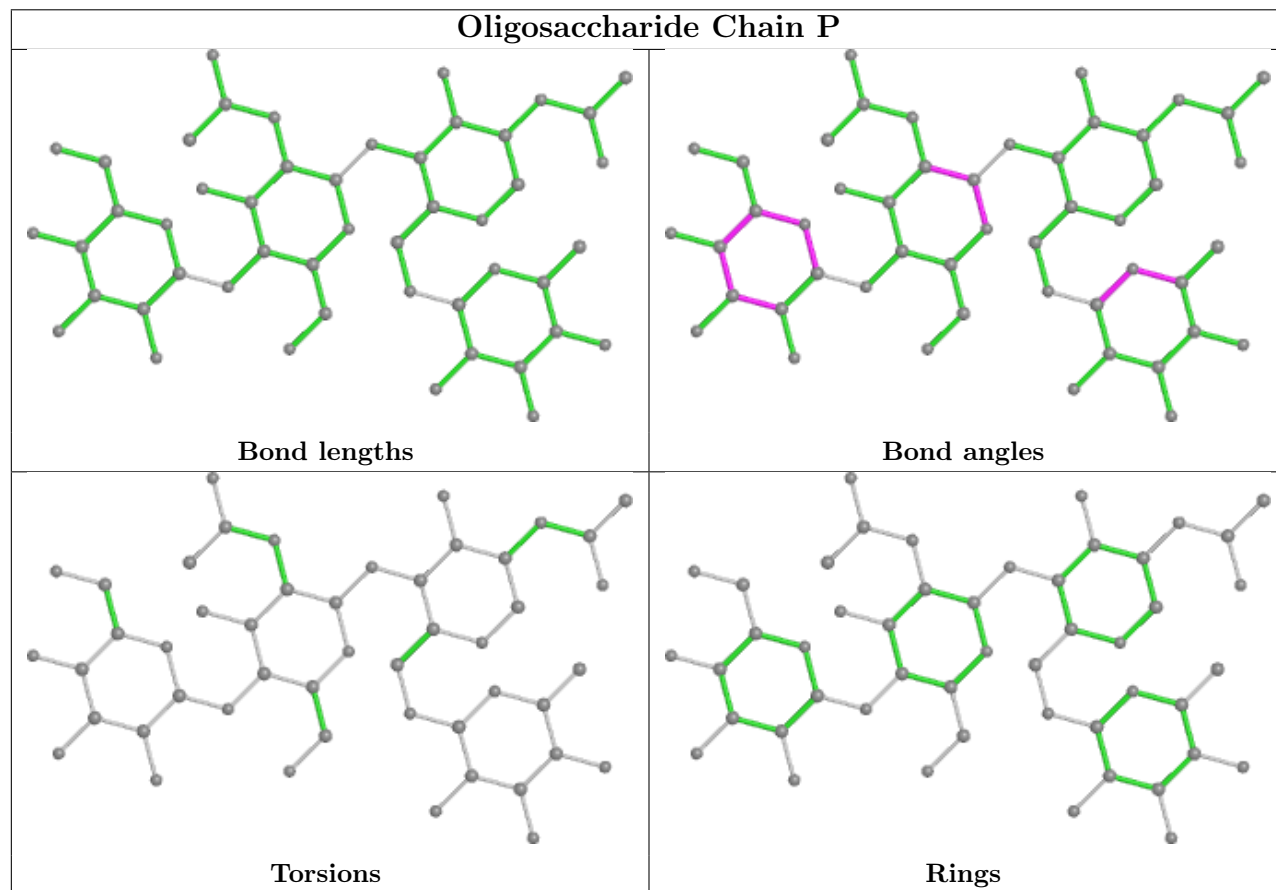 Oligosaccharide Chain P
Bond lengths
Bond angles
Torsions
Rings